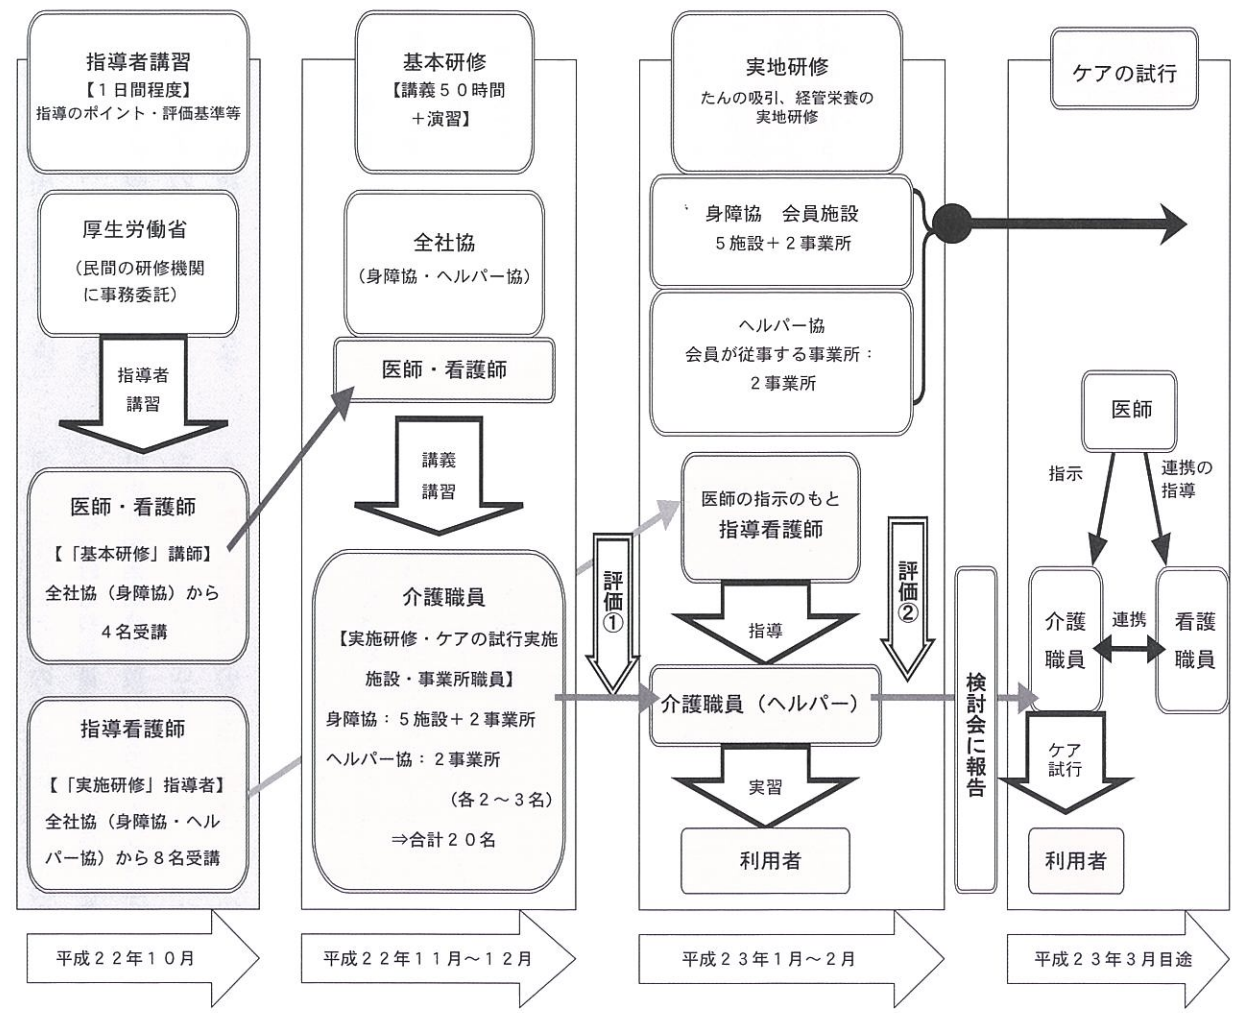 指導者講習
【１日間程度】
指導のポイント・評価基準等
厚生労働省
（民間の研修機関
に事務委託）
指導者
講習
医師・看護師
【「基本研修」講師】
全社協（身障協）から
４名受講
指導看護師
【「実施研修」指導者】
全社協（身障協・ヘル
パー協）から８名受講
平成２２年１０月
基本研修
【講義５０時間
＋演習】
全社協
（身障協・ヘルパー協）
医師・看護師
講義
講習
介護職員
【実施研修・ケアの試行実施
施設・事業所職員】
身障協：５施設＋２事業所
ヘルパー協：２事業所
（各２～３名）
⇒合計２０名
平成２２年１１月～１２月
評価①
実地研修
たんの吸引、経管栄養の
実地研修
身障協　会員施設
５施設＋２事業所
ヘルパー協
会員が従事する事業所：
２事業所
医師の指示のもと
指導看護師
指導
評価②
介護職員（ヘルパー）
実習
利用者
平成２３年１月～２月
検討会に報告
ケアの試行
医師
指示
連携の
指導
介護
職員
連携
看護
職員
ケア
試行
利用者
平成２３年３月目途